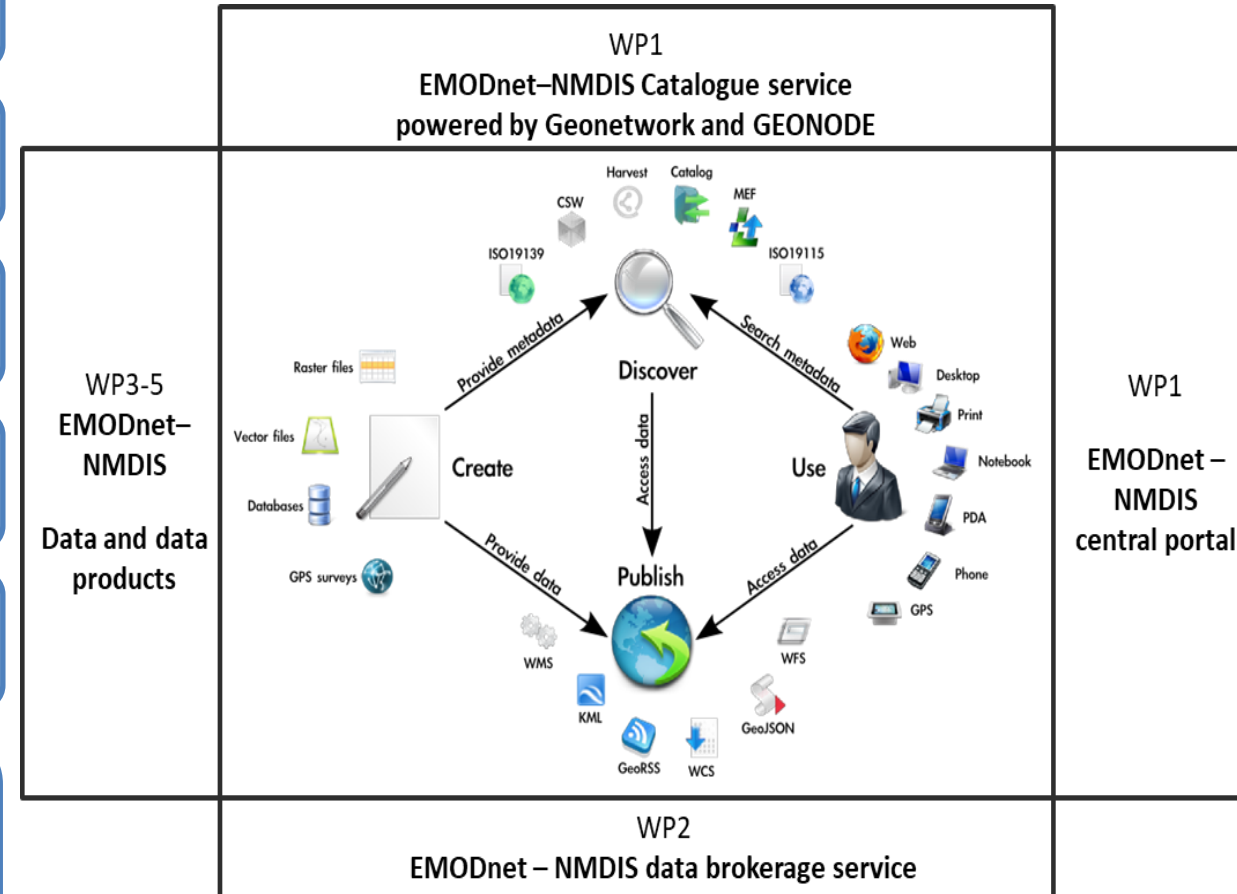 WP1
EMODnet–NMDIS Catalogue service
powered by Geonetwork and GEONODE
WP3-5
EMODnet–
NMDIS
Data and data
products
Harvest
Catalog
CSW
MEF
ISO19139
ISO19115
Provide metadata
Search metadata
Discover
Raster files
Vector files
Databases
GPS surveys
Create
Access data
Use
Web
Desktop
Print
Notebook
PDA
Phone
GPS
Provide data
Access data
Publish
WMS
KML
GeoRSS
WCS
GeoJSON
WFS
WP1
EMODnet –
NMDIS
central portal
WP2
EMODnet – NMDIS data brokerage service